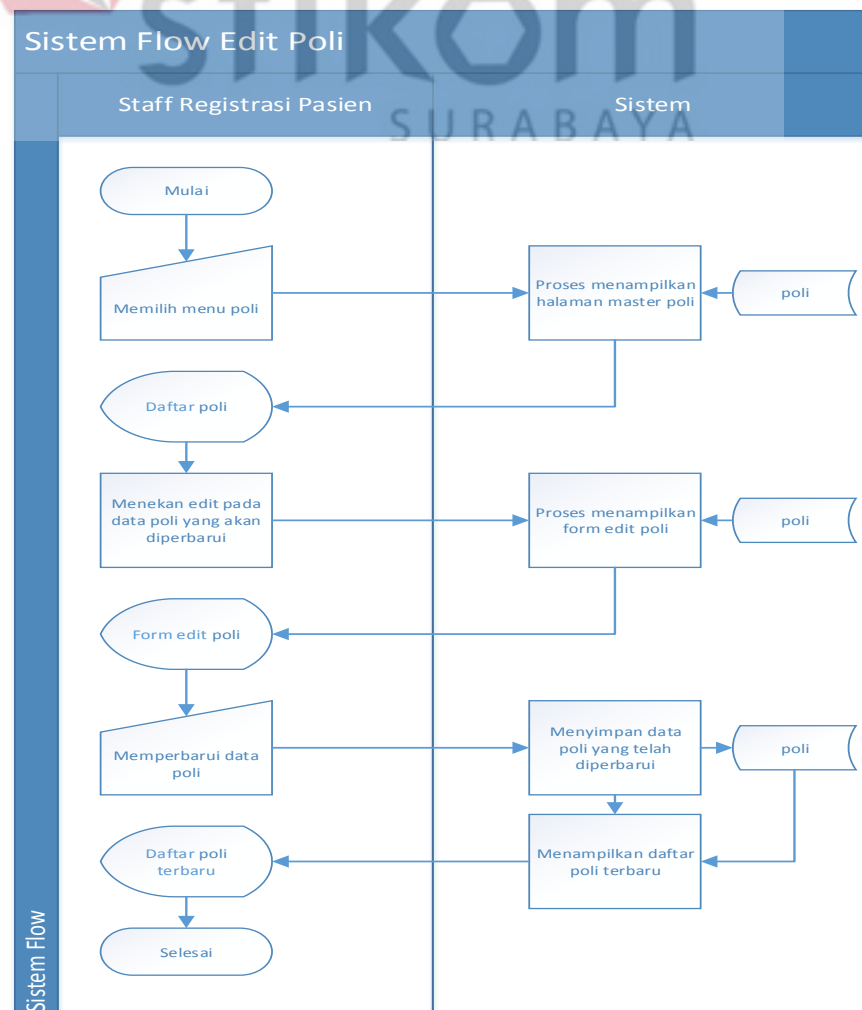 stikom
SURABAYA
Sistem Flow Edit Poli
Staff Registrasi Pasien
Sistem
Mulai
Memilih menu poli
Proses menampilkan
halaman master poli
poli
Daftar poli
Menekan edit pada
data poli yang akan
diperbarui
Proses menampilkan
form edit poli
poli
Form edit poli
Memperbarui data
poli
Menyimpan data
poli yang telah
diperbarui
poli
Daftar poli
terbaru
Menampilkan daftar
poli terbaru
Selesai
Sistem Flow